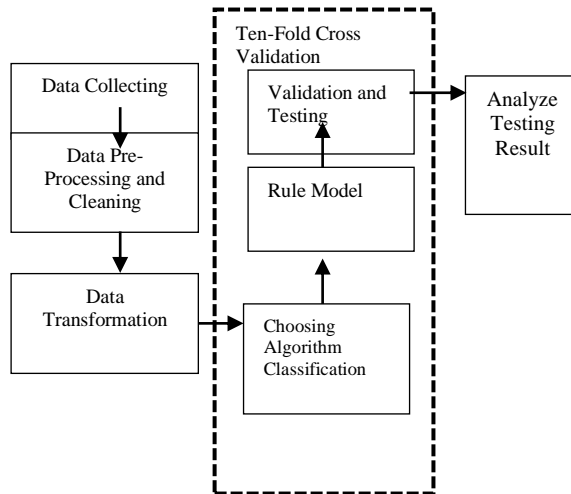 Data Collecting
Data Pre-
Processing and
Cleaning
Data
Transformation
Ten-Fold Cross
Validation
Validation and
Testing
Rule Model
Choosing
Algorithm
Classification
Analyze
Testing
Result